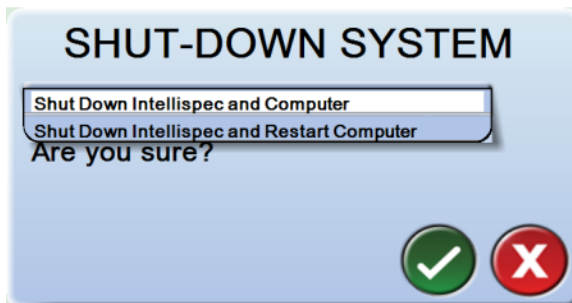 SHUT-DOWN SYSTEM
Shut Down Intellispec and Computer
Shut Down Intellispec and Restart Computer
Are you sure?